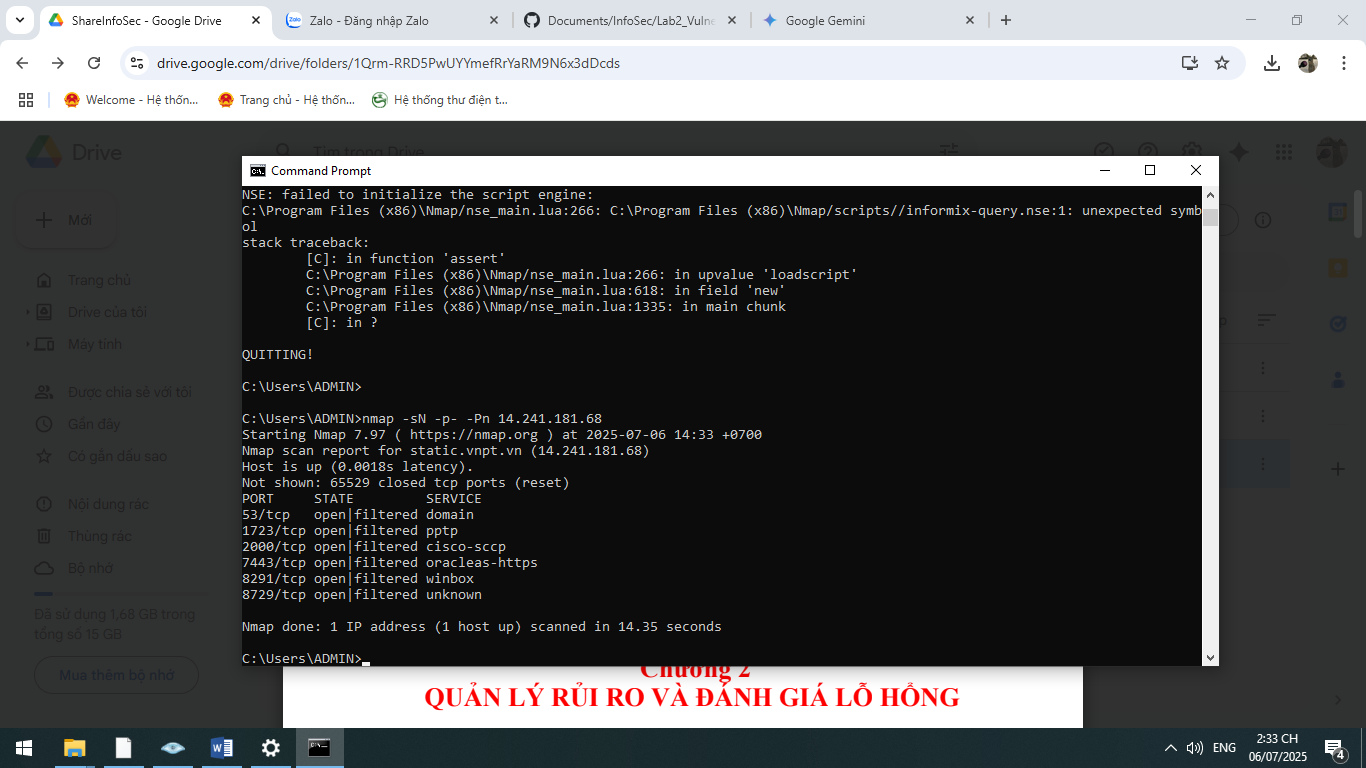 ShareInfoSec - Google Drive
Zalo - Đăng nhập Zalo
Documents/InfoSec/Lab2_Vulne
Google Gemini
drive.google.com/drive/folders/1Qrm-RRD5PwUYYmefRrYaRM9N6x3dDcds
Welcome - Hệ thốn...
Trang chủ - Hệ thốn...
Hệ thống thư điện t...
Drive
Tìm trong Drive
Command Prompt
NSE: failed to initialize the script engine:
C:\Program Files (x86)\Nmap/nse_main.lua:266: C:\Program Files (x86)\Nmap/scripts//informix-query.nse:1: unexpected symb
ol
stack traceback:
[C]: in function 'assert'
C:\Program Files (x86)\Nmap/nse_main.lua:266: in upvalue 'loadscript'
C:\Program Files (x86)\Nmap/nse_main.lua:618: in field 'new'
C:\Program Files (x86)\Nmap/nse_main.lua:1335: in main chunk
[C]: in ?
QUITTING!
C:\Users\ADMIN>
C:\Users\ADMIN>nmap -sN -p- -Pn 14.241.181.68
Starting Nmap 7.97 ( https://nmap.org ) at 2025-07-06 14:33 +0700
Nmap scan report for static.vnpt.vn (14.241.181.68)
Host is up (0.0018s latency).
Not shown: 65529 closed tcp ports (reset)
PORT STATE SERVICE
53/tcp open|filtered domain
1723/tcp open|filtered pptp
2000/tcp open|filtered cisco-sccp
7443/tcp open|filtered oracleas-https
8291/tcp open|filtered winbox
8729/tcp open|filtered unknown
Nmap done: 1 IP address (1 host up) scanned in 14.35 seconds
C:\Users\ADMIN>
Mới
Trang chủ
Drive của tôi
Máy tính
Được chia sẻ với tôi
Gần đây
Có gắn dấu sao
Nội dung rác
Thùng rác
Bộ nhớ
Đã sử dụng 1,68 GB trong
tổng số 15 GB
Mua thêm bộ nhớ
Chương 2
QUẢN LÝ RỦI RO VÀ ĐÁNH GIÁ LỖ HỔNG
ENG
2:33 CH
06/07/2025
4